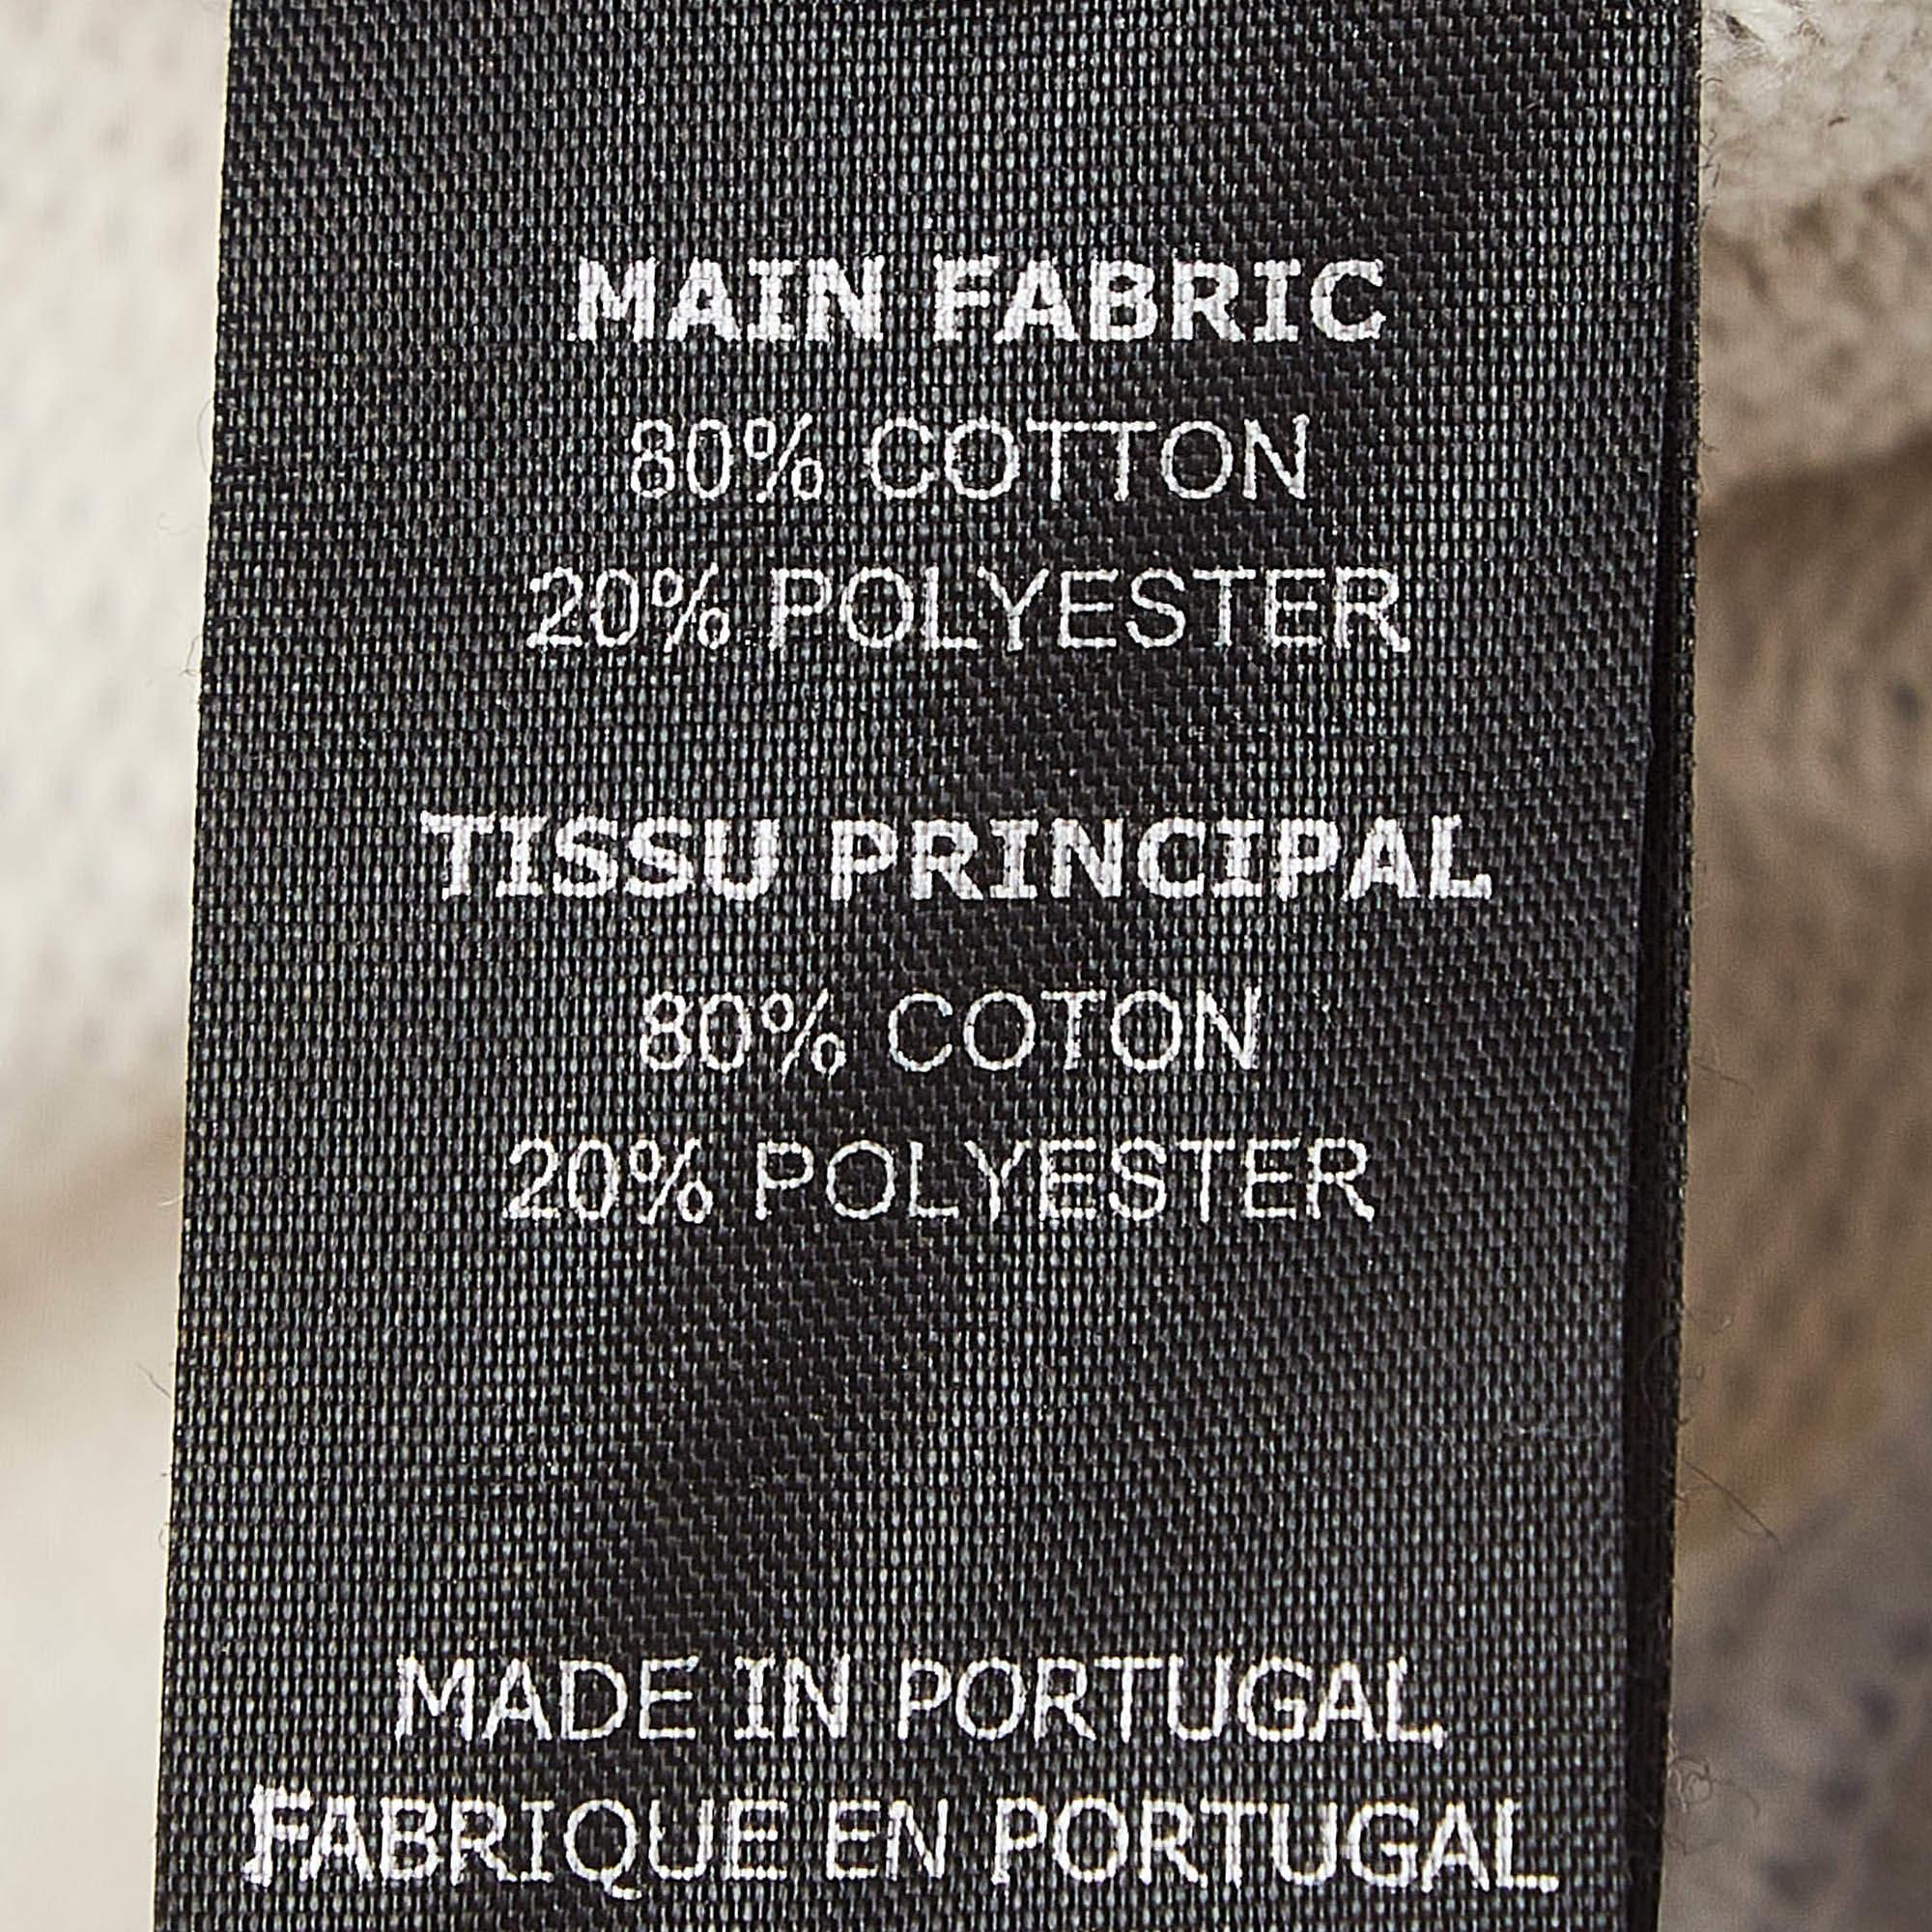 MAIN FABRIC
80% COTTON
20% POLYESTER
TISSU PRINCIPAL
80% COTON
20% POLYESTER
MADE IN PORTUGAL
FABRIQUE EN PORTUGAL